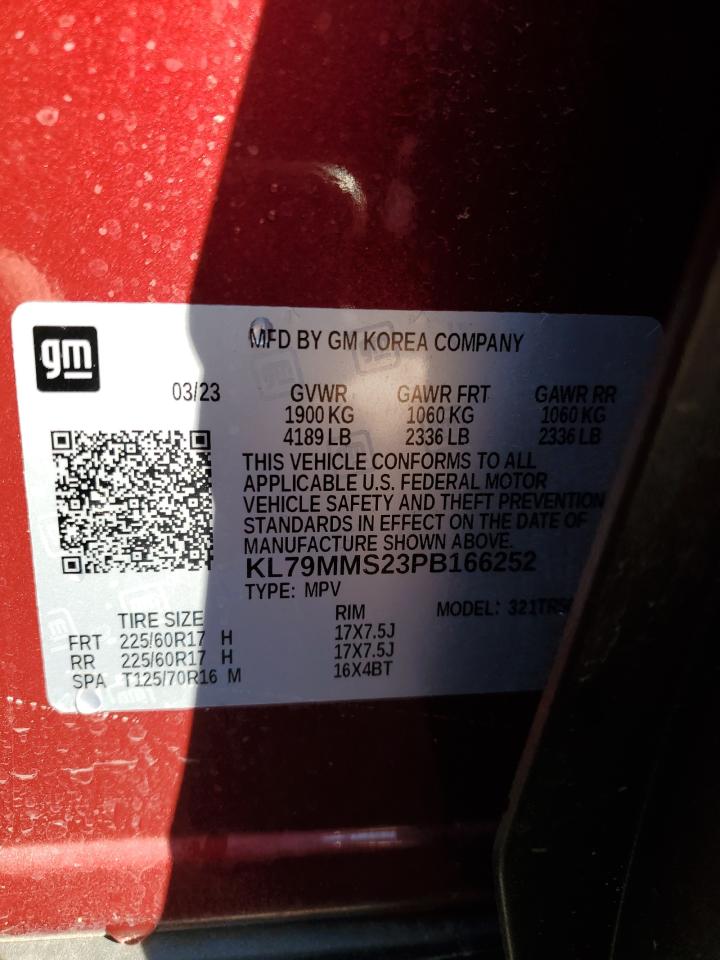 gm
MFD BY GM KOREA COMPANY
03/23 GVWR GAWR FRT GAWR RR
1900 KG 1060 KG 1060 KG
4189 LB 2336 LB 2336 LB
THIS VEHICLE CONFORMS TO ALL
APPLICABLE U.S. FEDERAL MOTOR
VEHICLE SAFETY AND THEFT PREVENTION
STANDARDS IN EFFECT ON THE DATE OF
MANUFACTURE SHOWN ABOVE.
KL79MMS23PB166252
TYPE: MPV
TIRE SIZE RIM MODEL:
FRT 225/60R17 H 17X7.5J
RR 225/60R17 H 17X7.5J
SPA T125/70R16 M 16X4BT